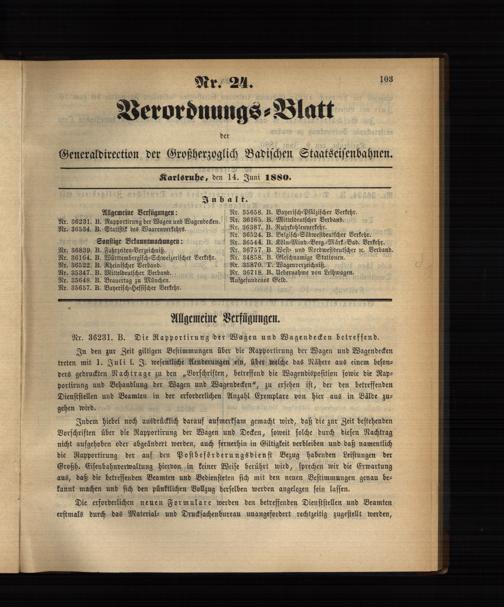 103
Nr. 24.
Verordnungs-Blatt
der
Generaldirection der Großherzoglich Badischen Staatseisenbahnen.
Karlsruhe, den 14. Juni 1880.
Inhalt.
Allgemeine Verfügungen:
Nr. 36231. B. Rapportirung der Wagen und Wagendecken.
Nr. 36534. B. Statistik des Waarenverkehrs.
Sonstige Bekanntmachungen:
Nr. 36839. B. Fahrzeiten-Verzeichniß.
Nr. 36164. B. Württembergisch-Schweizerischer Verkehr.
Nr. 36522. B. Rheinischer Verband.
Nr. 35347. B. Mitteldeutscher Verband.
Nr. 35648. B. Brauertag zu München.
Nr. 35657. B. Bayerisch-Hessischer Verkehr.
Nr. 35658. B. Bayerisch-Pfälzischer Verkehr.
Nr. 36165. B. Mitteldeutscher Verband.
Nr. 36387. B. Ruhrkohlenverkehr.
Nr. 36524. B. Belgisch-Südwestdeutscher Verkehr.
Nr. 36544. B. Köln-Mind.-Berg.-Märk.-Bad. Verkehr.
Nr. 36757. B. West- und Nordwestdeutscher ec. Verband.
Nr. 34858. B. Gleichnamige Stationen.
Nr. 35870. T. Wagenverzeichniß.
Nr. 36718. B. Uebernahme von Leihwagen.
Aufgefundenes Geld.
Allgemeine Verfügungen.
Nr. 36231. B. Die Rapportirung der Wagen und Wagendecken betreffend.
In den zur Zeit giltigen Bestimmungen über die Rapportirung der Wagen und Wagendecken
treten mit 1. Juli l. J. wesentliche Aenderungen ein, über welche das Nähere aus einem beson-
ders gedruckten Nachtrage zu den „Vorschriften, betreffend die Wagendisposition sowie die Rap-
portirung und Behandlung der Wagen und Wagendecken", zu ersehen ist, der den betreffenden
Dienststellen und Beamten in der erforderlichen Anzahl Exemplare von hier aus in Bälde zu-
gehen wird.
Indem hiebei noch ausdrücklich darauf aufmerksam gemacht wird, daß die zur Zeit bestehenden
Vorschriften über die Rapportirung der Wagen und Decken, soweit solche durch diesen Nachtrag
nicht aufgehoben oder abgeändert werden, auch fernerhin in Giltigkeit verbleiben und daß namentlich
die Rapportirung der auf den Postbeförderungsdienst Bezug habenden Leistungen der
Großh. Eisenbahnverwaltung hiervon in keiner Weise berührt wird, sprechen wir die Erwartung
aus, daß die betreffenden Beamten und Bediensteten sich mit den neuen Bestimmungen genau be-
kannt machen und sich den pünktlichen Vollzug derselben werden angelegen sein lassen.
Die erforderlichen neuen Formulare werden den betreffenden Dienststellen und Beamten
erstmals durch das Material- und Drucksachenbureau unangefordert rechtzeitig zugestellt werden,